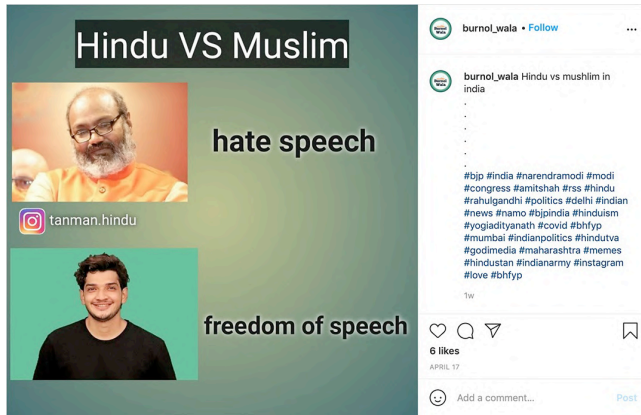 Hindu VS Muslim
hate speech
tanman.hindu
freedom of speech
burnol_wala • Follow
burnol_wala Hindu vs mushlim in
india
.
.
.
.
.
#bjp #india #narendramodi #modi
#congress #amitshah #rss #hindu
#rahulgandhi #politics #delhi #indian
#news #namo #bjpindia #hinduism
#yogiadityanath #covid #bhfyp
#mumbai #indianpolitics #hindutva
#godimedia #maharashtra #memes
#hindustan #indianarmy #instagram
#love #bhfyp
1w
6 likes
APRIL 17
Add a comment...
Post